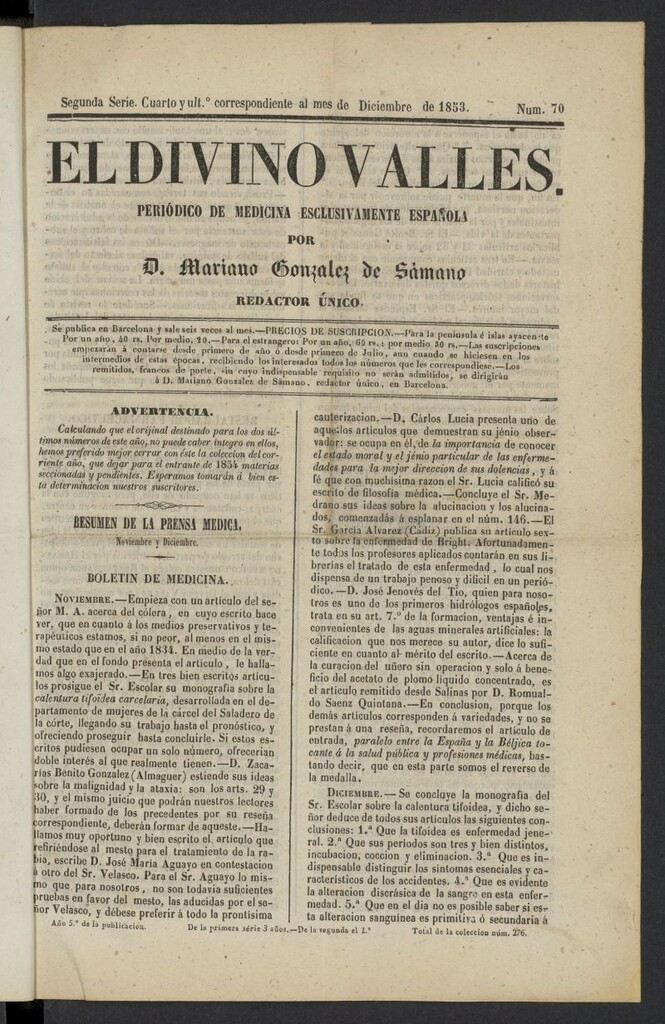 Segunda Serie. Cuarto y ult.º correspondiente al mes de Diciembre de 1853. Num. 70
EL DIVINO VALLES.
PERIÓDICO DE MEDICINA ESCLUSIVAMENTE ESPAÑOLA
POR
D. Mariano Gonzalez de Sámano
REDACTOR ÚNICO.
Se publica en Barcelona y sale seis veces al mes.—PRECIOS DE SUSCRIPCION.—Para la península é islas ayacentes
Por un año, 40 rs. Por medio, 20.—Para el estrangero: Por un año, 60 rs.; por medio 30 rs.—Las suscripciones
empezarán á contarse desde primero de año ó desde primero de Julio, aun cuando se hiciesen en los
intermedios de estas épocas, recibiendo los interesados todos los números que les correspondiese.—Los
remitidos, francos de porte, sin cuyo indispensable requisito no serán admitidos, se dirigirán
á D. Mariano Gonzalez de Sámano, redactor único, en Barcelona.
ADVERTENCIA.
Calculando que el orijinal destinado para los dos úl-
timos números de este año, no puede caber íntegro en ellos,
hemos preferido mejor cerrar con éste la coleccion del cor-
riente año, que dejar para el entrante de 1854 materias
seccionadas y pendientes. Esperamos tomarán á bien es-
ta determinacion nuestros suscritores.
RESUMEN DE LA PRENSA MEDICA.
Noviembre y Diciembre.
BOLETIN DE MEDICINA.
NOVIEMBRE.—Empieza con un artículo del se-
ñor M. A. acerca del cólera, en cuyo escrito hace
ver, que en cuanto á los medios preservativos y te-
rapéuticos estamos, si no peor, al menos en el mis-
mo estado que en el año 1834. En medio de la ver-
dad que en el fondo presenta el artículo, le halla-
mos algo exajerado.—En tres bien escritos artícu-
los prosigue el Sr. Escolar su monografia sobre la
calentura tifoidea carcelaria, desarrollada en el de-
partamento de mujeres de la cárcel del Saladero de
la córte, llegando su trabajo hasta el pronóstico, y
ofreciendo proseguir hasta concluirle. Si estos es-
critos pudiesen ocupar un solo número, ofrecerian
doble interés al que realmente tienen.—D. Zaca-
rías Benito Gonzalez (Almaguer) estiende sus ideas
sobre la malignidad y la ataxia: son los arts. 29 y
30, y el mismo juicio que podrán nuestros lectores
haber formado de los precedentes por su reseña
correspondiente, deberán formar de aqueste.—Ha-
llamos muy oportuno y bien escrito el artículo que
refiriéndose al mesto para el tratamiento de la ra-
bia, escribe D. José Maria Aguayo en contestacion
á otro del Sr. Velasco. Para el Sr. Aguayo lo mis-
mo que para nosotros, no son todavia suficientes
pruebas en favor del mesto, las aducidas por el se-
ñor Velasco, y débese preferir á todo la prontísima
cauterizacion.—D. Cárlos Lucia presenta uno de
aquellos artículos que demuestran su jénio obser-
vador: se ocupa en él, de la importancia de conocer
el estado moral y el jénio particular de las enferme-
dades para la mejor direccion de sus dolencias, y á
fé que con muchísima razon el Sr. Lucia calificó su
escrito de filosofía médica.—Concluye el Sr. Me-
drano sus ideas sobre la alucinacion y los alucina-
dos, comenzadas á esplanar en el núm. 146.—El
Sr. García Alvarez (Cádiz) publica su artículo sex-
to sobre la enfermedad de Bright. Afortunadamen-
te todos los profesores aplicados contarán en sus li-
brerías el tratado de esta enfermedad, lo cual nos
dispensa de un trabajo penoso y dificil en un perió-
dico.—D. José Jenovés del Tio, quien para noso-
tros es uno de los primeros hidrólogos españoles,
trata en su art. 7.º de la formacion, ventajas é in-
convenientes de las aguas minerales artificiales: la
calificacion que nos merece su autor, dice lo sufi-
ciente en cuanto al mérito del escrito.—Acerca de
la curacion del uñero sin operacion y solo á bene-
ficio del acetato de plomo líquido concentrado, es
el artículo remitido desde Salinas por D. Romual-
do Saenz Quintana.—En conclusion, porque los
demás artículos corresponden á variedades, y no se
prestan á una reseña, recordaremos el artículo de
entrada, paralelo entre la España y la Béljica to-
cante á la salud pública y profesiones médicas, bas-
tando decir, que en esta parte somos el reverso de
la medalla.
DICIEMBRE.—Se concluye la monografia del
Sr. Escolar sobre la calentura tifoidea, y dicho se-
ñor deduce de todos sus artículos las siguientes con-
clusiones: 1.ª Que la tifoidea es enfermedad jene-
ral. 2.ª Que sus periodos son tres y bien distintos,
incubacion, coccion y eliminacion. 3.ª Que es in-
dispensable distinguir los síntomas esenciales y ca-
racterísticos de los accidentes. 4.ª Que es evidente
la alteracion discrásica de la sangre en esta enfer-
medad. 5.ª Que en el dia no es posible saber si es-
ta alteracion sanguínea es primitiva ó secundaria á
Año 5.º de la publicacion. De la primera série 3 años.—De la segunda el 1.º Total de la coleccion núm. 276.